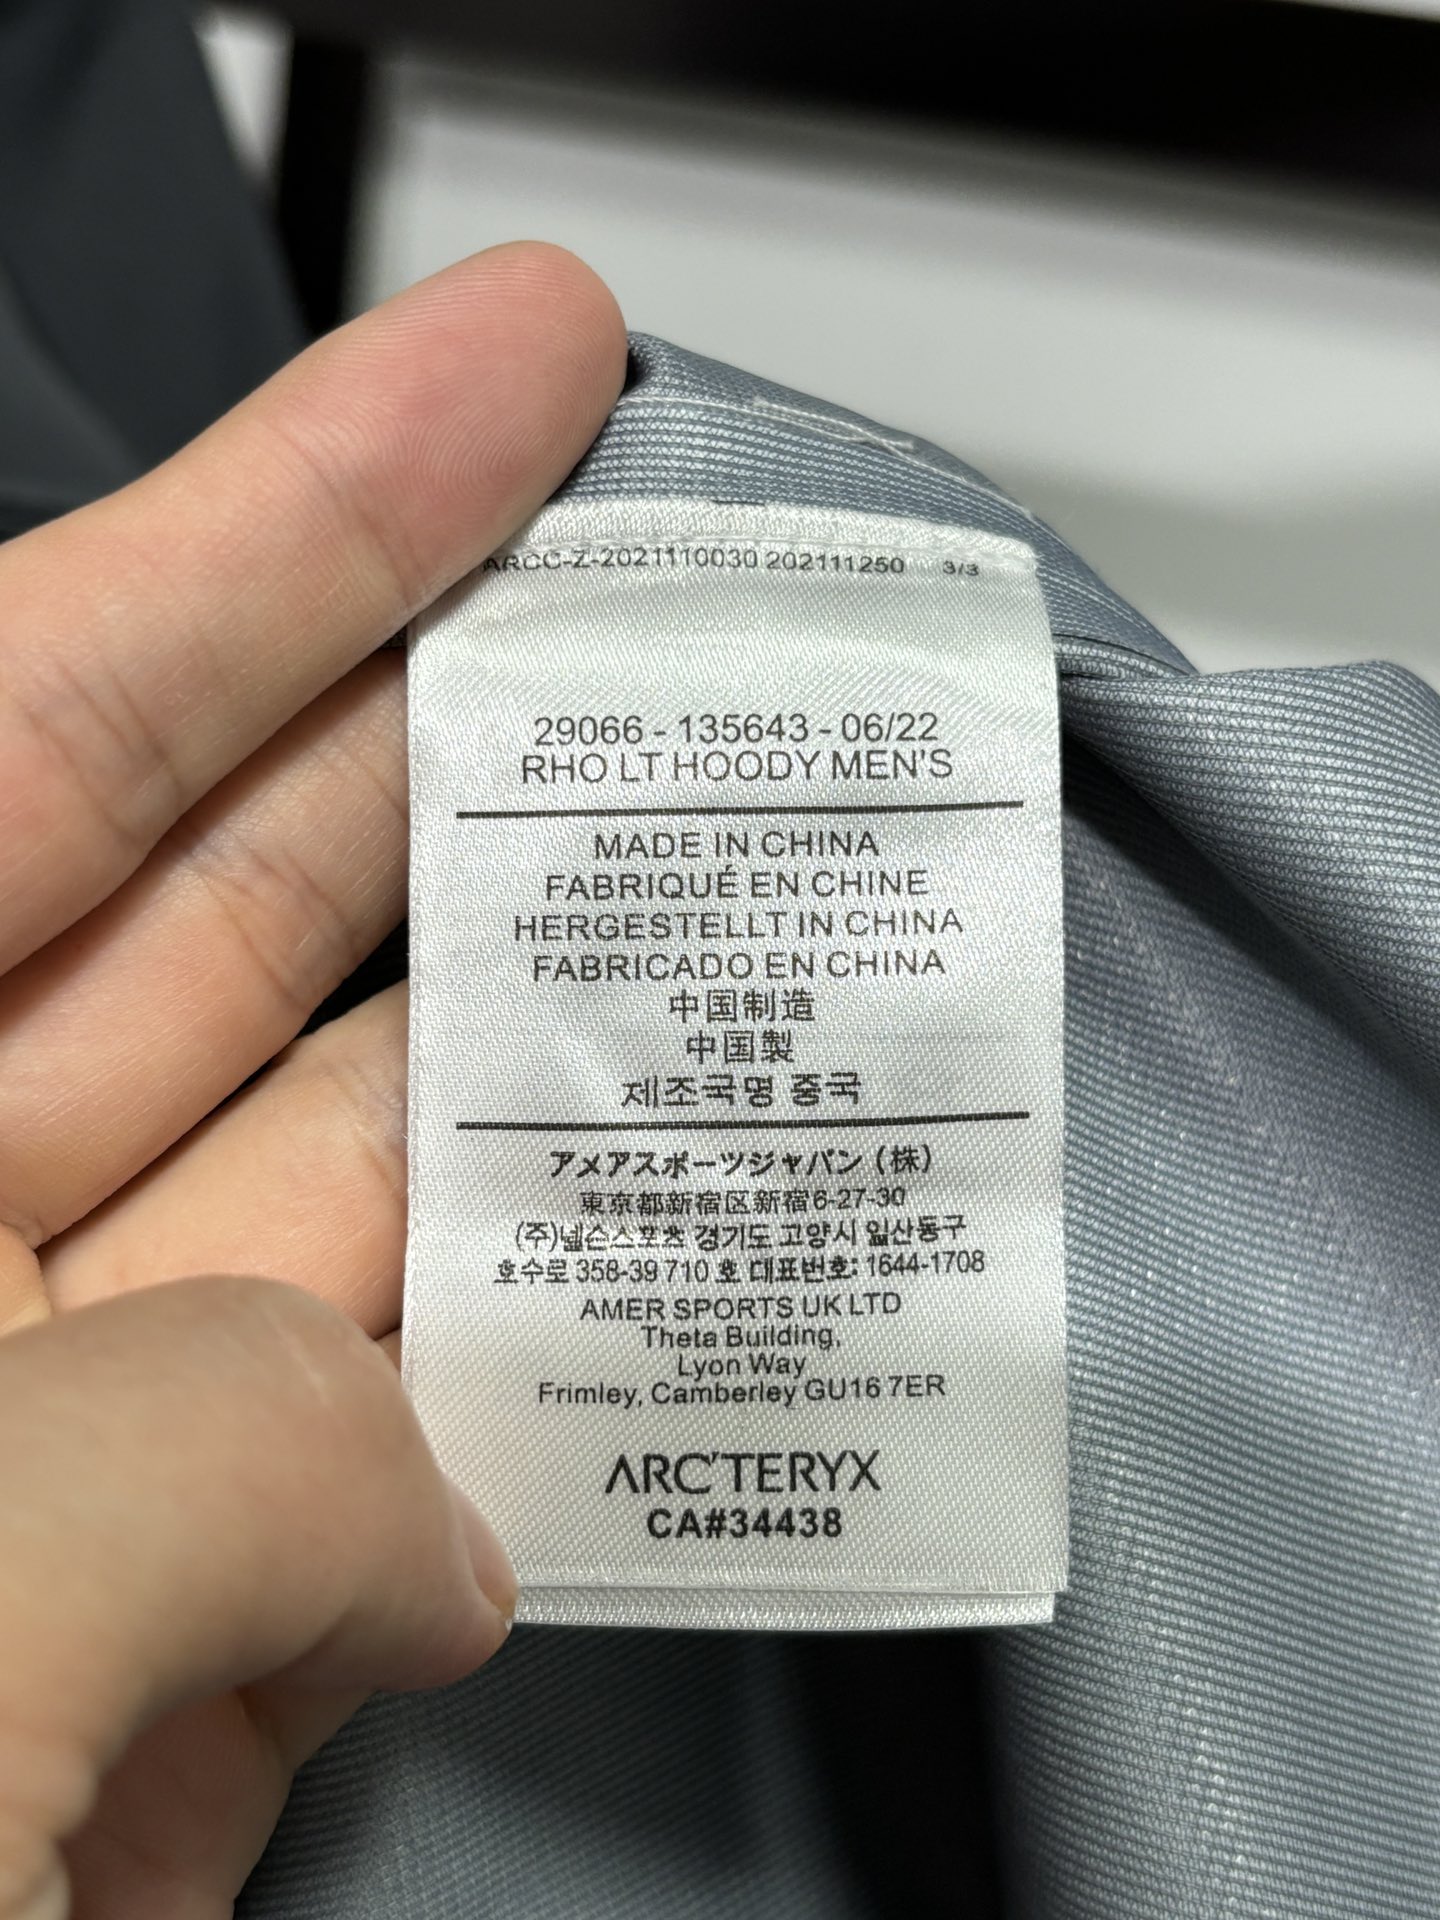 ARCC-Z-2021110030 202111250 3/3
29066 - 135643 - 06/22
RHO LT HOODY MEN'S
MADE IN CHINA
FABRIQUÉ EN CHINE
HERGESTELLT IN CHINA
FABRICADO EN CHINA
中国制造
中国製
제조국명 중국
アメアスポーツジャパン (株)
東京都新宿区新宿6-27-30
(주)넬슨스포츠 경기도 고양시 일산동구
호수로 358-39 710 호 대표번호: 1644-1708
AMER SPORTS UK LTD
Theta Building,
Lyon Way
Frimley, Camberley GU16 7ER
ARC'TERYX
CA#34438